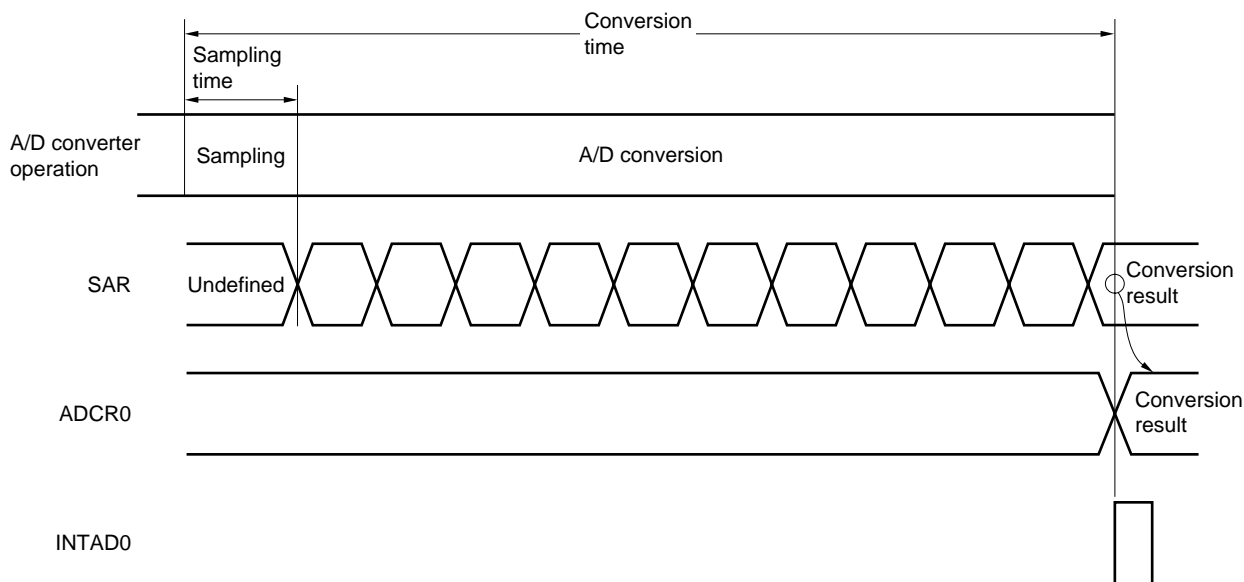 Conversion
time
Sampling
time
A/D converter
operation
Sampling
A/D conversion
SAR
Undefined
Conversion
result
ADCR0
Conversion
result
INTAD0